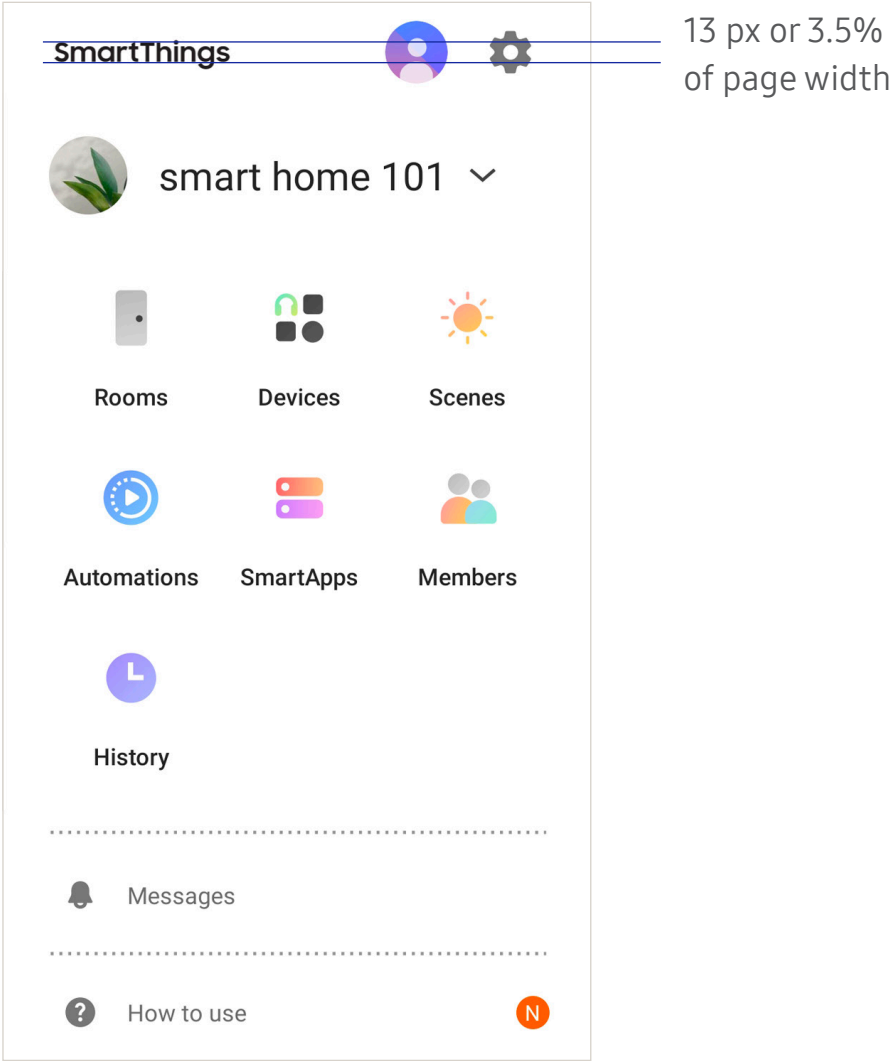 SmartThings
13 px or 3.5%
of page width
smart home 101
Rooms Devices Scenes
Automations SmartApps Members
History
Messages
?
How to use N